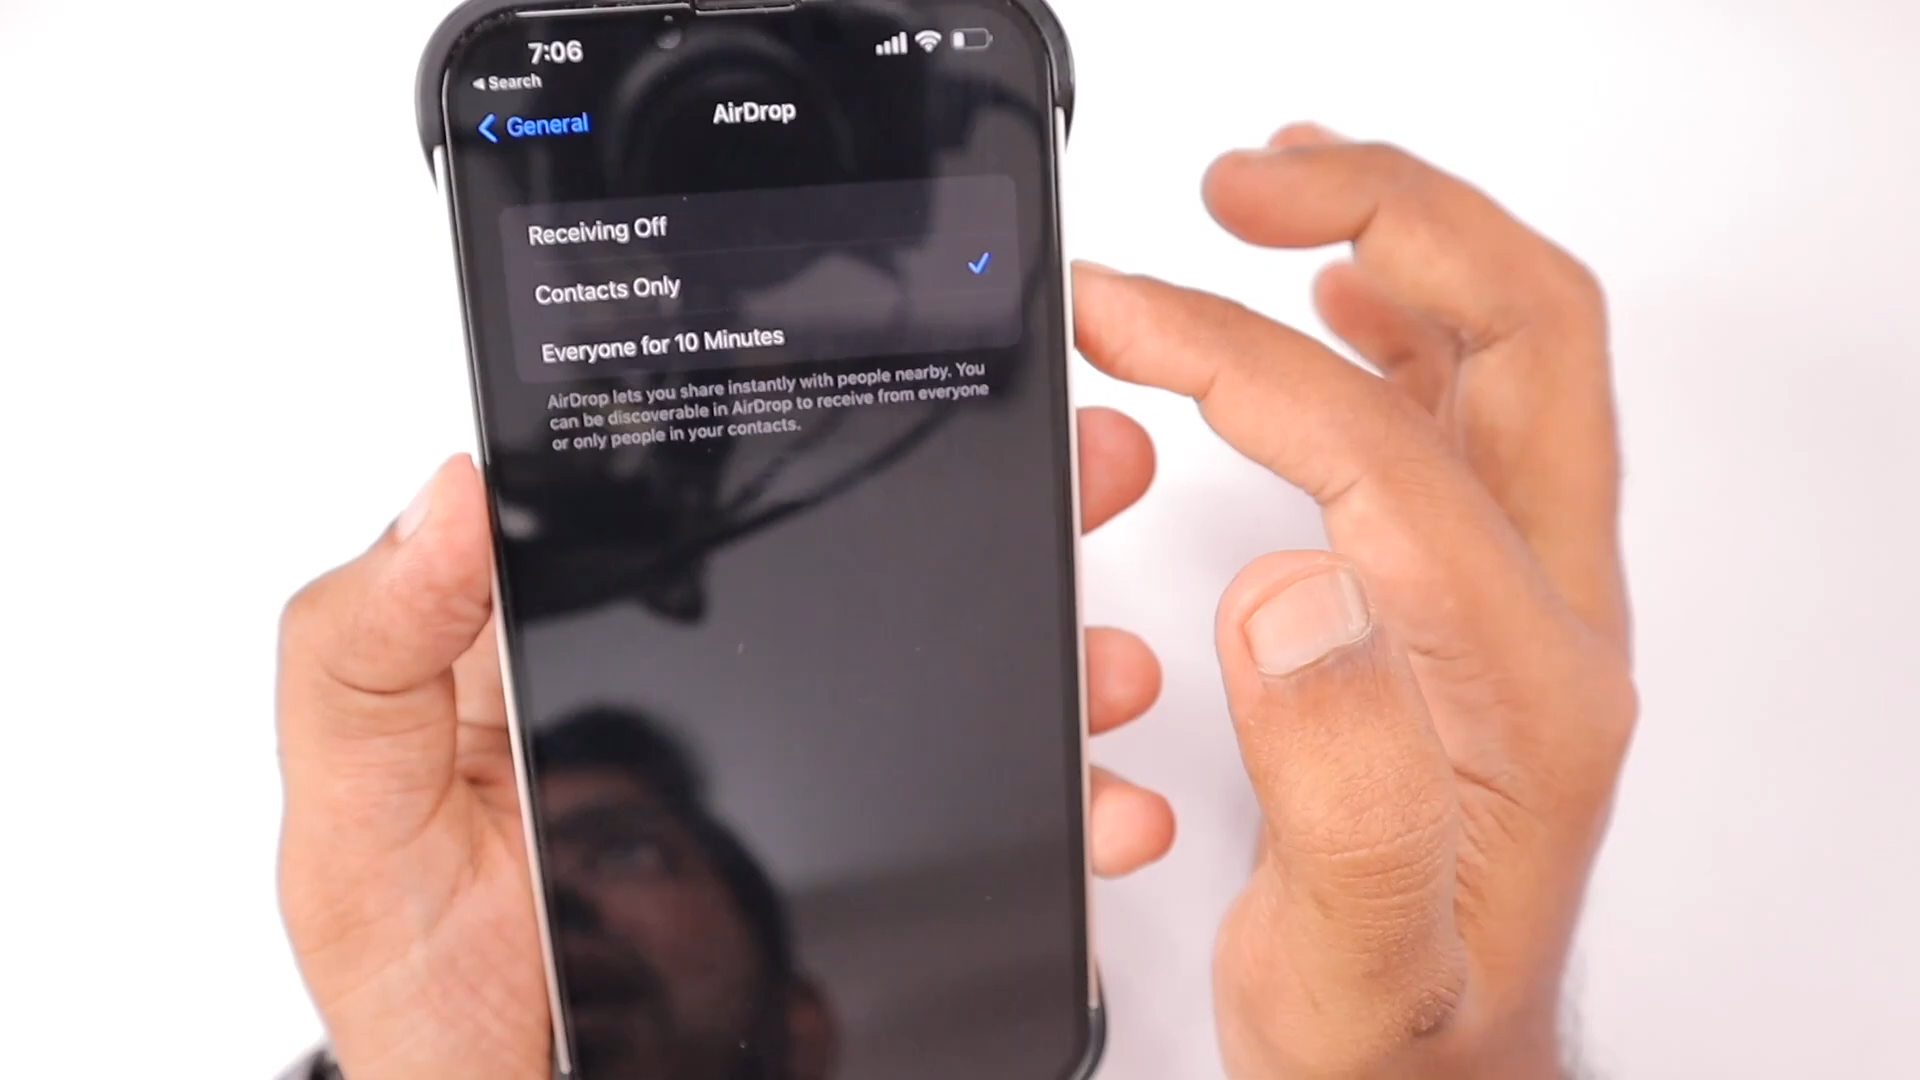 7:06
Search
General
AirDrop
Receiving Off
Contacts Only
Everyone for 10 Minutes
AirDrop lets you share instantly with people nearby. You
can be discoverable in AirDrop to receive from everyone
or only people in your contacts.